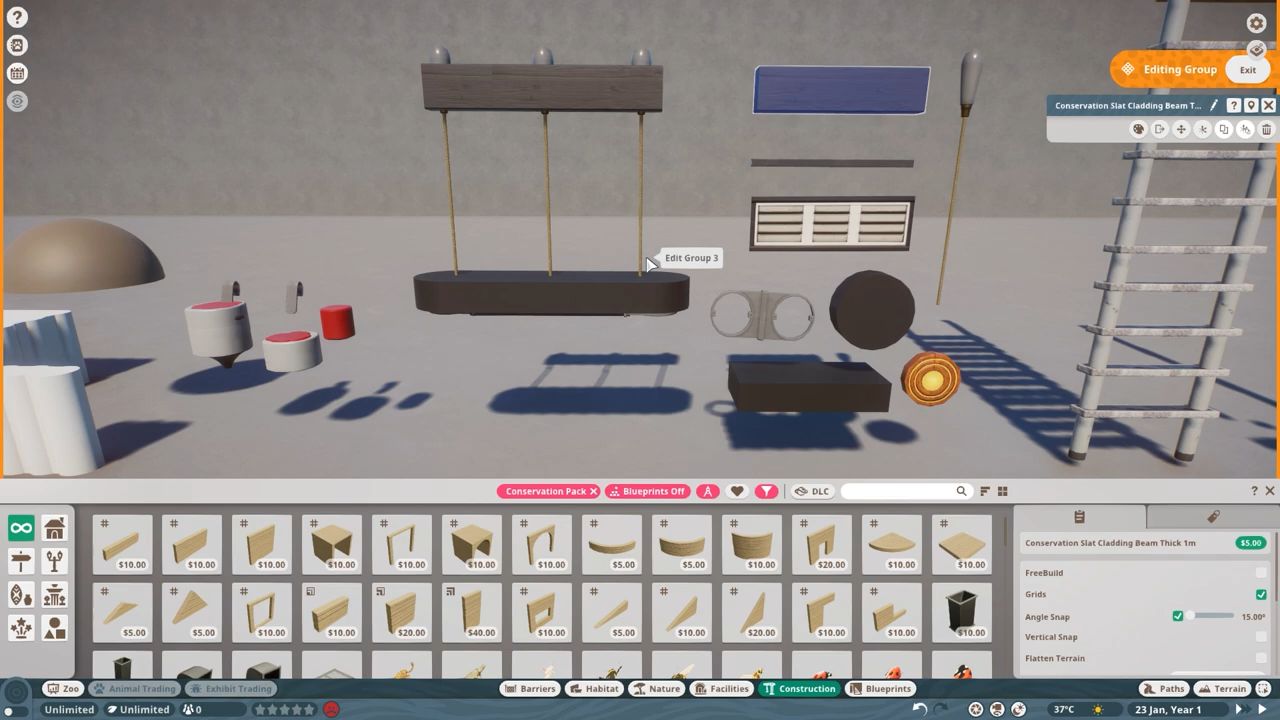 Editing Group
Exit
Conservation Slat Cladding Beam T...
?
Edit Group 3
Conservation Pack
Blueprints Off
DLC
?
$10.00 $10.00 $10.00 $10.00 $10.00 $10.00 $10.00 $5.00 $5.00 $10.00 $20.00 $10.00 $10.00
$5.00 $5.00 $10.00 $10.00 $20.00 $40.00 $10.00 $5.00 $10.00 $20.00 $10.00 $10.00 $10.00
Conservation Slat Cladding Beam Thick 1m
$5.00
FreeBuild
Grids
Angle Snap
15.00°
Vertical Snap
Flatten Terrain
Zoo
Animal Trading
Exhibit Trading
Barriers
Habitat
Nature
Facilities
Construction
Blueprints
Paths
Terrain
Unlimited
Unlimited
0
37°C
23 Jan, Year 1